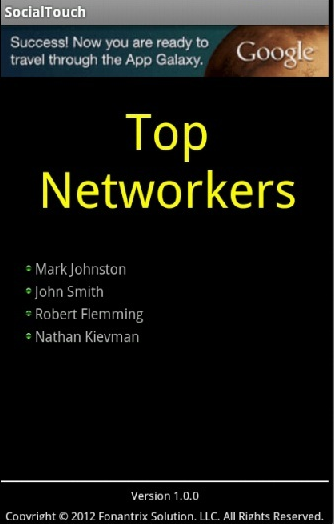 SocialTouch
Success! Now you are ready to
travel through the App Galaxy.
Google
Top
Networkers
Mark Johnston
John Smith
Robert Flemming
Nathan Kievman
Version 1.0.0
Copyright © 2012 Fonantrix Solution. LLC. All Rights Reserved.